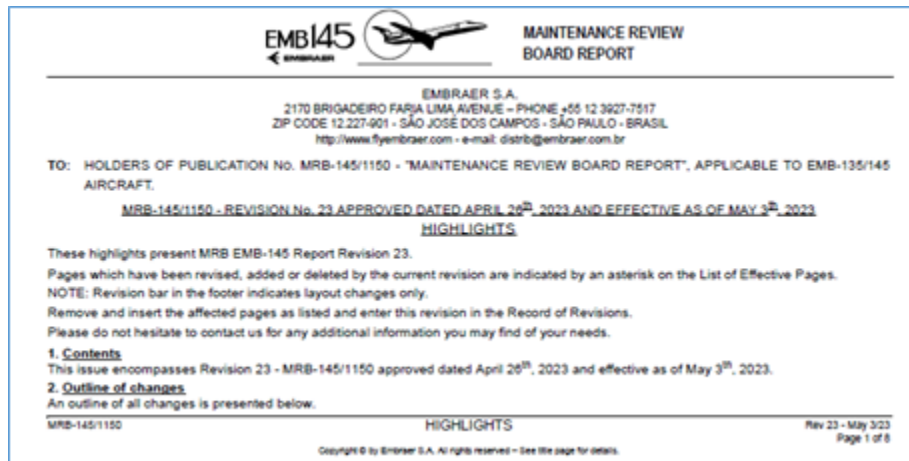 EMB145
EMBRAER
MAINTENANCE REVIEW
BOARD REPORT
EMBRAER S.A.
2170 BRIGADEIRO FARIA LIMA AVENUE – PHONE +55 12 3927-7517
ZIP CODE 12.227-901 - SÃO JOSÉ DOS CAMPOS - SÃO PAULO - BRASIL
http://www.flyembraer.com - e-mail: distrib@embraer.com.br
TO: HOLDERS OF PUBLICATION No. MRB-145/1150 - "MAINTENANCE REVIEW BOARD REPORT", APPLICABLE TO EMB-135/145
AIRCRAFT.
MRB-145/1150 - REVISION No. 23 APPROVED DATED APRIL 26th, 2023 AND EFFECTIVE AS OF MAY 3th, 2023
HIGHLIGHTS
These highlights present MRB EMB-145 Report Revision 23.
Pages which have been revised, added or deleted by the current revision are indicated by an asterisk on the List of Effective Pages.
NOTE: Revision bar in the footer indicates layout changes only.
Remove and insert the affected pages as listed and enter this revision in the Record of Revisions.
Please do not hesitate to contact us for any additional information you may find of your needs.
1. Contents
This issue encompasses Revision 23 - MRB-145/1150 approved dated April 26th, 2023 and effective as of May 3th, 2023.
2. Outline of changes
An outline of all changes is presented below.
MRB-145/1150
HIGHLIGHTS
Rev 23 - May 3/23
Page 1 of 8
Copyright © by Embraer S.A. All rights reserved – See title page for details.